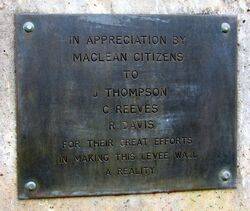 IN APPRECIATION BY
MACLEAN CITIZENS
TO
J THOMPSON
C REEVES
R DAVIS
FOR THEIR GREAT EFFORTS
IN MAKING THIS LEVEE WALL
A REALITY